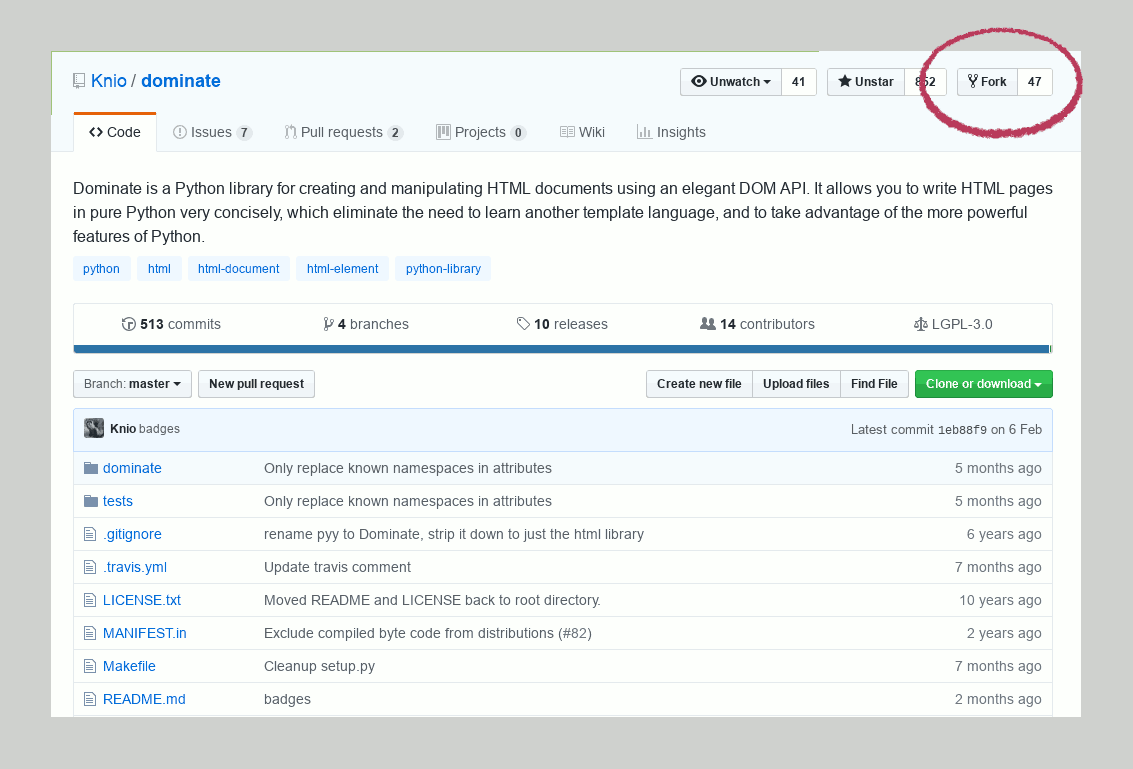 Knio / dominate
Unwatch 41 Unstar 852 Fork 47
Code Issues 7 Pull requests 2 Projects 0 Wiki Insights
Dominate is a Python library for creating and manipulating HTML documents using an elegant DOM API. It allows you to write HTML pages
in pure Python very concisely, which eliminate the need to learn another template language, and to take advantage of the more powerful
features of Python.
python html html-document html-element python-library
513 commits 4 branches 10 releases 14 contributors LGPL-3.0
Branch: master New pull request Create new file Upload files Find File Clone or download
Knio badges Latest commit 1eb88f9 on 6 Feb
dominate Only replace known namespaces in attributes 5 months ago
tests Only replace known namespaces in attributes 5 months ago
.gitignore rename pyy to Dominate, strip it down to just the html library 6 years ago
.travis.yml Update travis comment 7 months ago
LICENSE.txt Moved README and LICENSE back to root directory. 10 years ago
MANIFEST.in Exclude compiled byte code from distributions (#82) 2 years ago
Makefile Cleanup setup.py 7 months ago
README.md badges 2 months ago